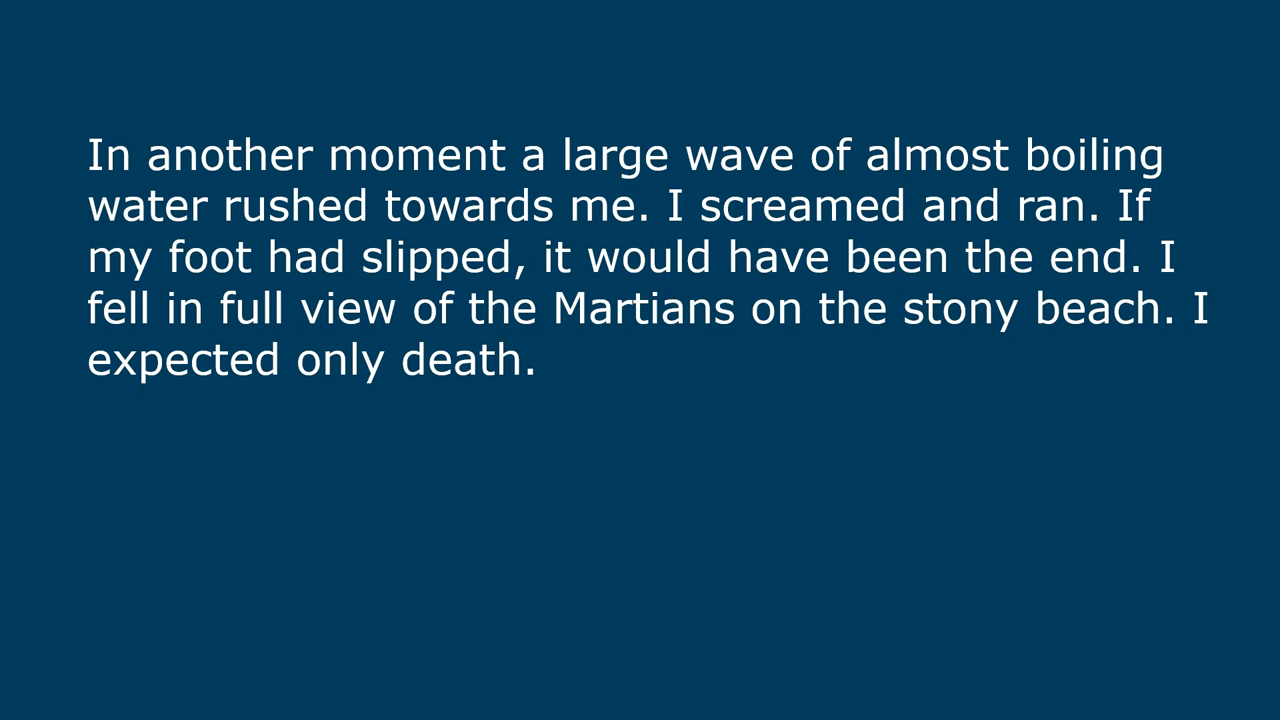 In another moment a large wave of almost boiling
water rushed towards me. I screamed and ran. If
my foot had slipped, it would have been the end. I
fell in full view of the Martians on the stony beach. I
expected only death.